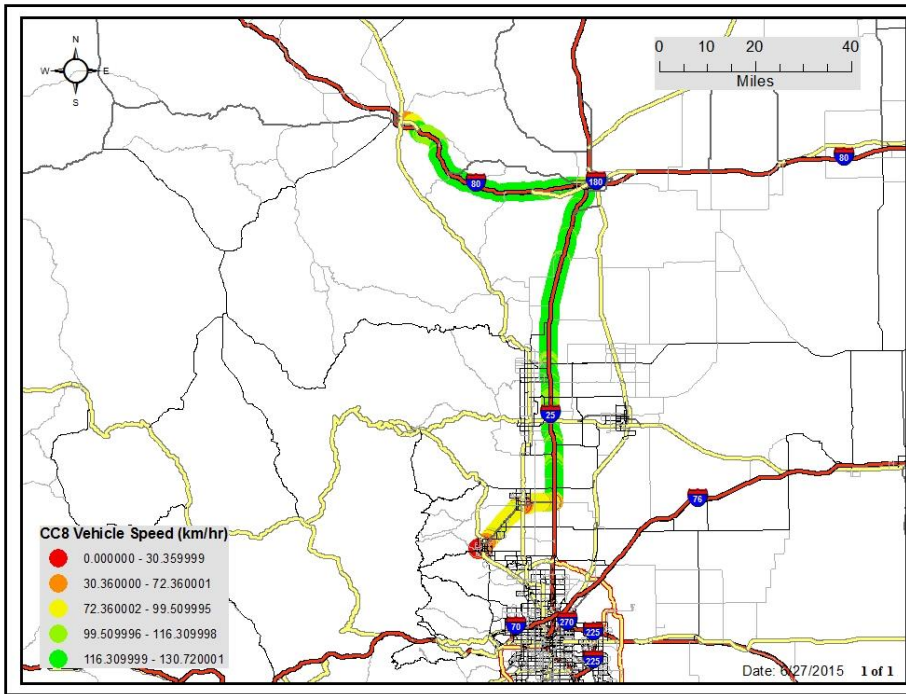 N
W E
S
0 10 20 40
Miles
80
80
180
25
76
CC8 Vehicle Speed (km/hr)
0.000000 - 30.359999
30.360000 - 72.360001
72.360002 - 99.509995
99.509996 - 116.309998
116.309999 - 130.720001
70
270
225
225
Date: 6/27/2015 1 of 1